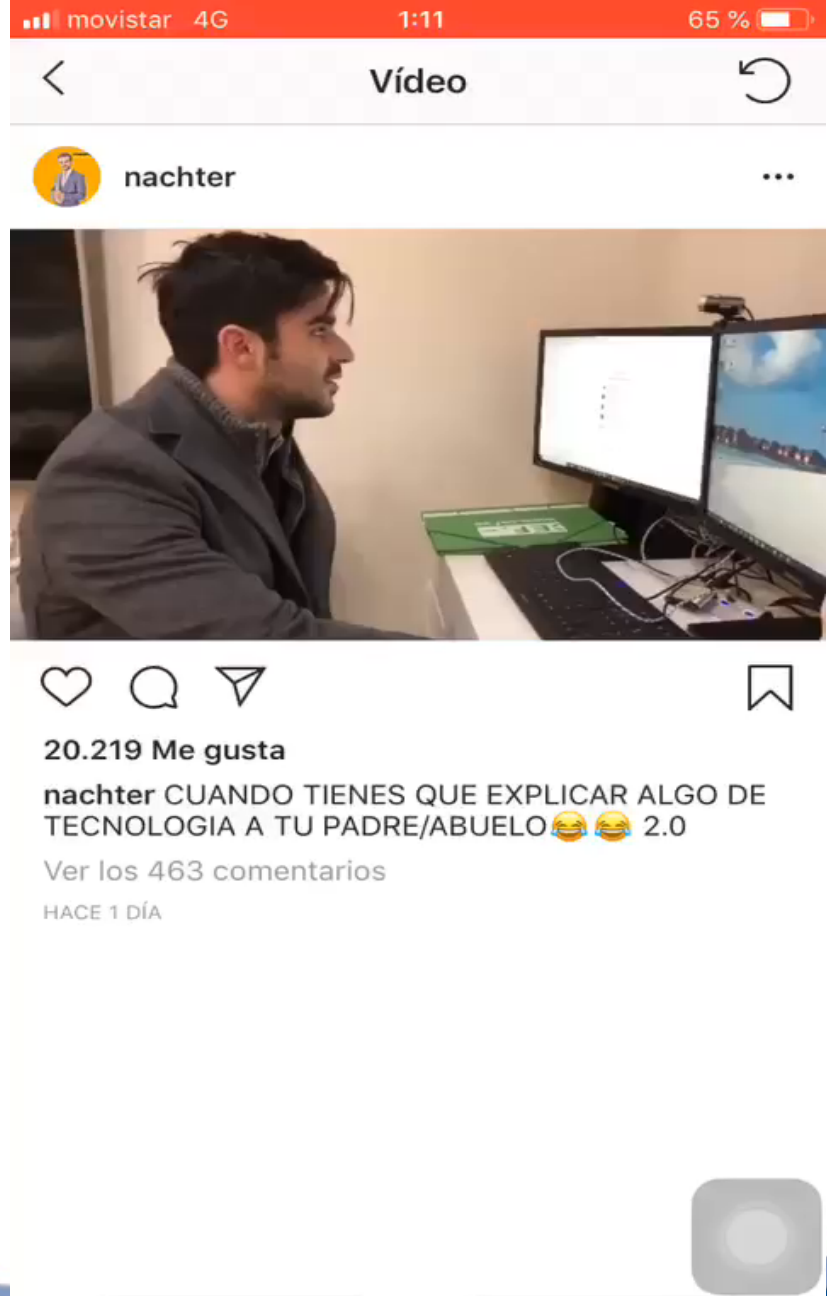 movistar 4G 1:11 65 %
Vídeo
nachter
20.219 Me gusta
nachter CUANDO TIENES QUE EXPLICAR ALGO DE
TECNOLOGIA A TU PADRE/ABUELO😂😂 2.0
Ver los 463 comentarios
HACE 1 DÍA